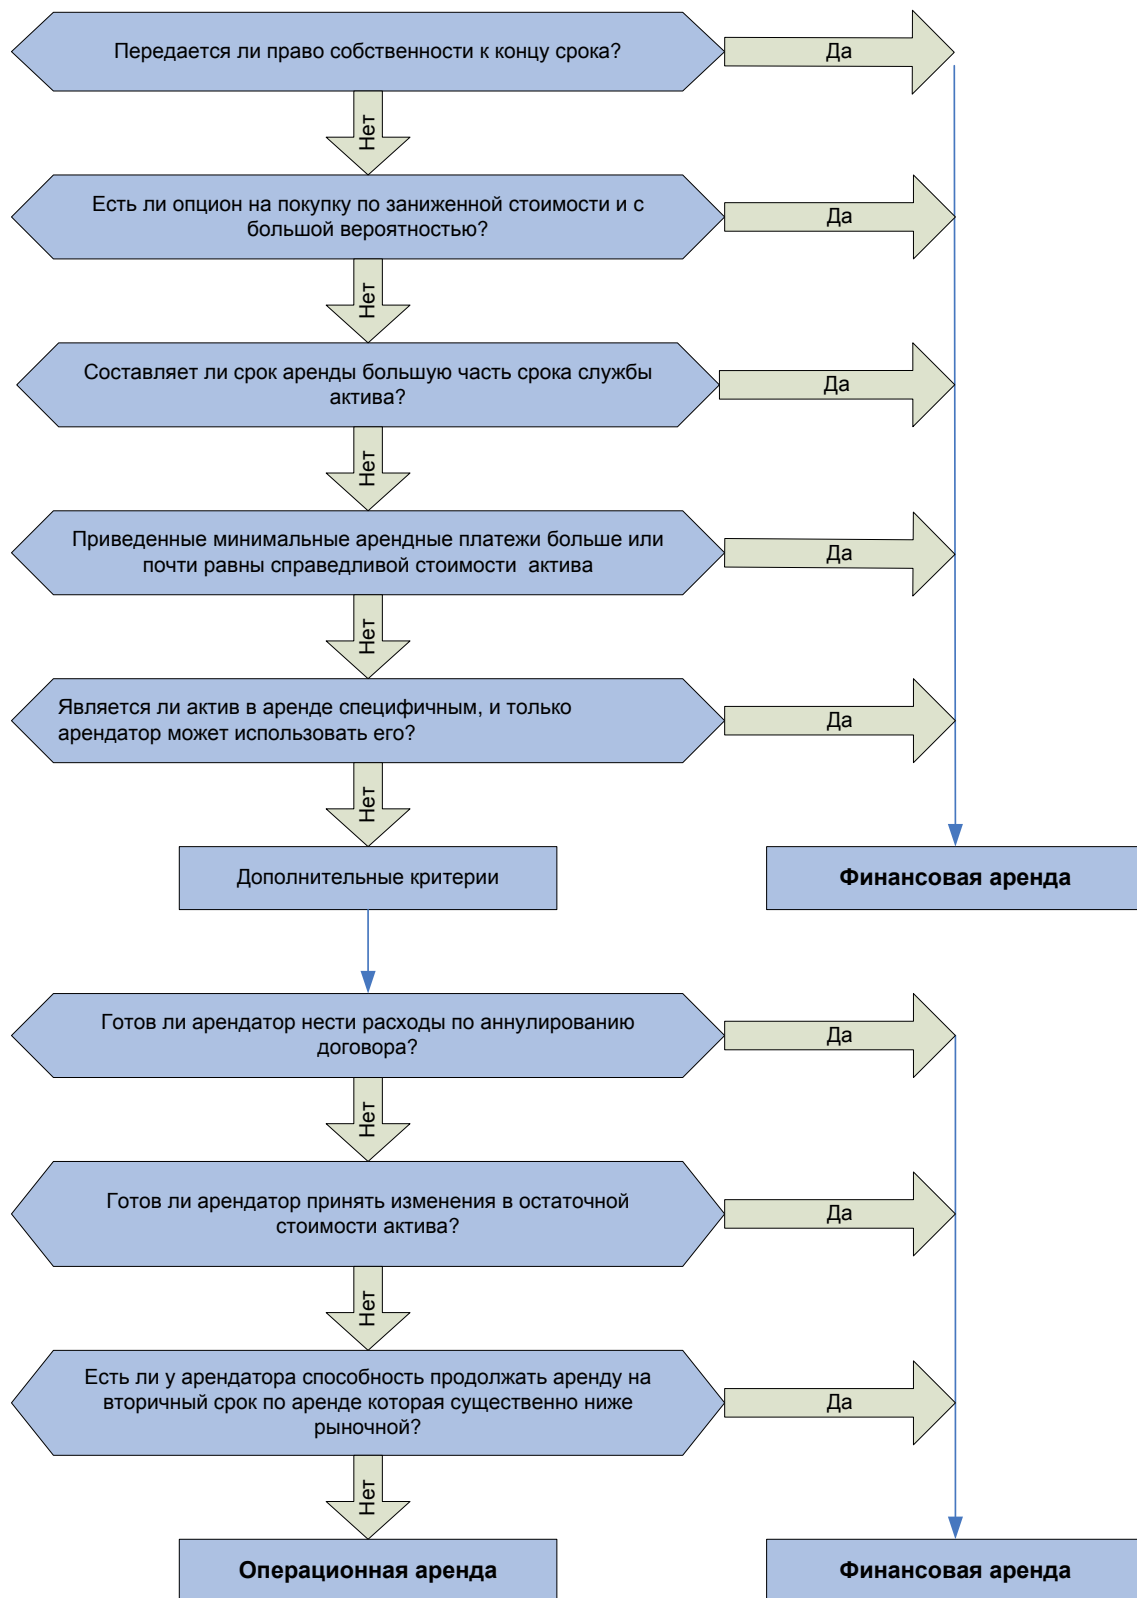 Передается ли право собственности к концу срока?
Да
Нет
Есть ли опцион на покупку по заниженной стоимости и с
большой вероятностью?
Да
Нет
Составляет ли срок аренды большую часть срока службы
актива?
Да
Нет
Приведенные минимальные арендные платежи больше или
почти равны справедливой стоимости актива
Да
Нет
Является ли актив в аренде специфичным, и только
арендатор может использовать его?
Да
Нет
Дополнительные критерии
Финансовая аренда
Готов ли арендатор нести расходы по аннулированию
договора?
Да
Нет
Готов ли арендатор принять изменения в остаточной
стоимости актива?
Да
Нет
Есть ли у арендатора способность продолжать аренду на
вторичный срок по аренде которая существенно ниже
рыночной?
Да
Нет
Операционная аренда
Финансовая аренда